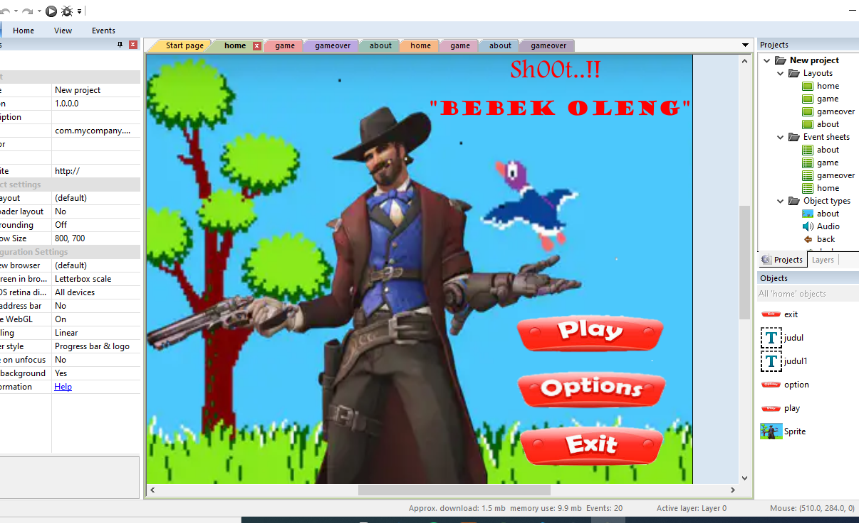 Home View Events
Start page home game gameover about home game about gameover
New project
1.0.0.0
com.mycompany....
http://
(default)
No
Off
800, 700
(default)
Letterbox scale
All devices
No
On
Linear
Progress bar & logo
No
Yes
Help
Sh00t..!!
"BEBEK OLENG"
Play
Options
Exit
Projects
New project
Layouts
home
game
gameover
about
Event sheets
about
game
gameover
home
Object types
about
Audio
back
Projects Layers
Objects
All 'home' objects
exit
T judul
T judul1
option
play
Sprite
Approx. download: 1.5 mb memory use: 9.9 mb Events: 20 Active layer: Layer 0 Mouse: (510.0, 284.0, 0)